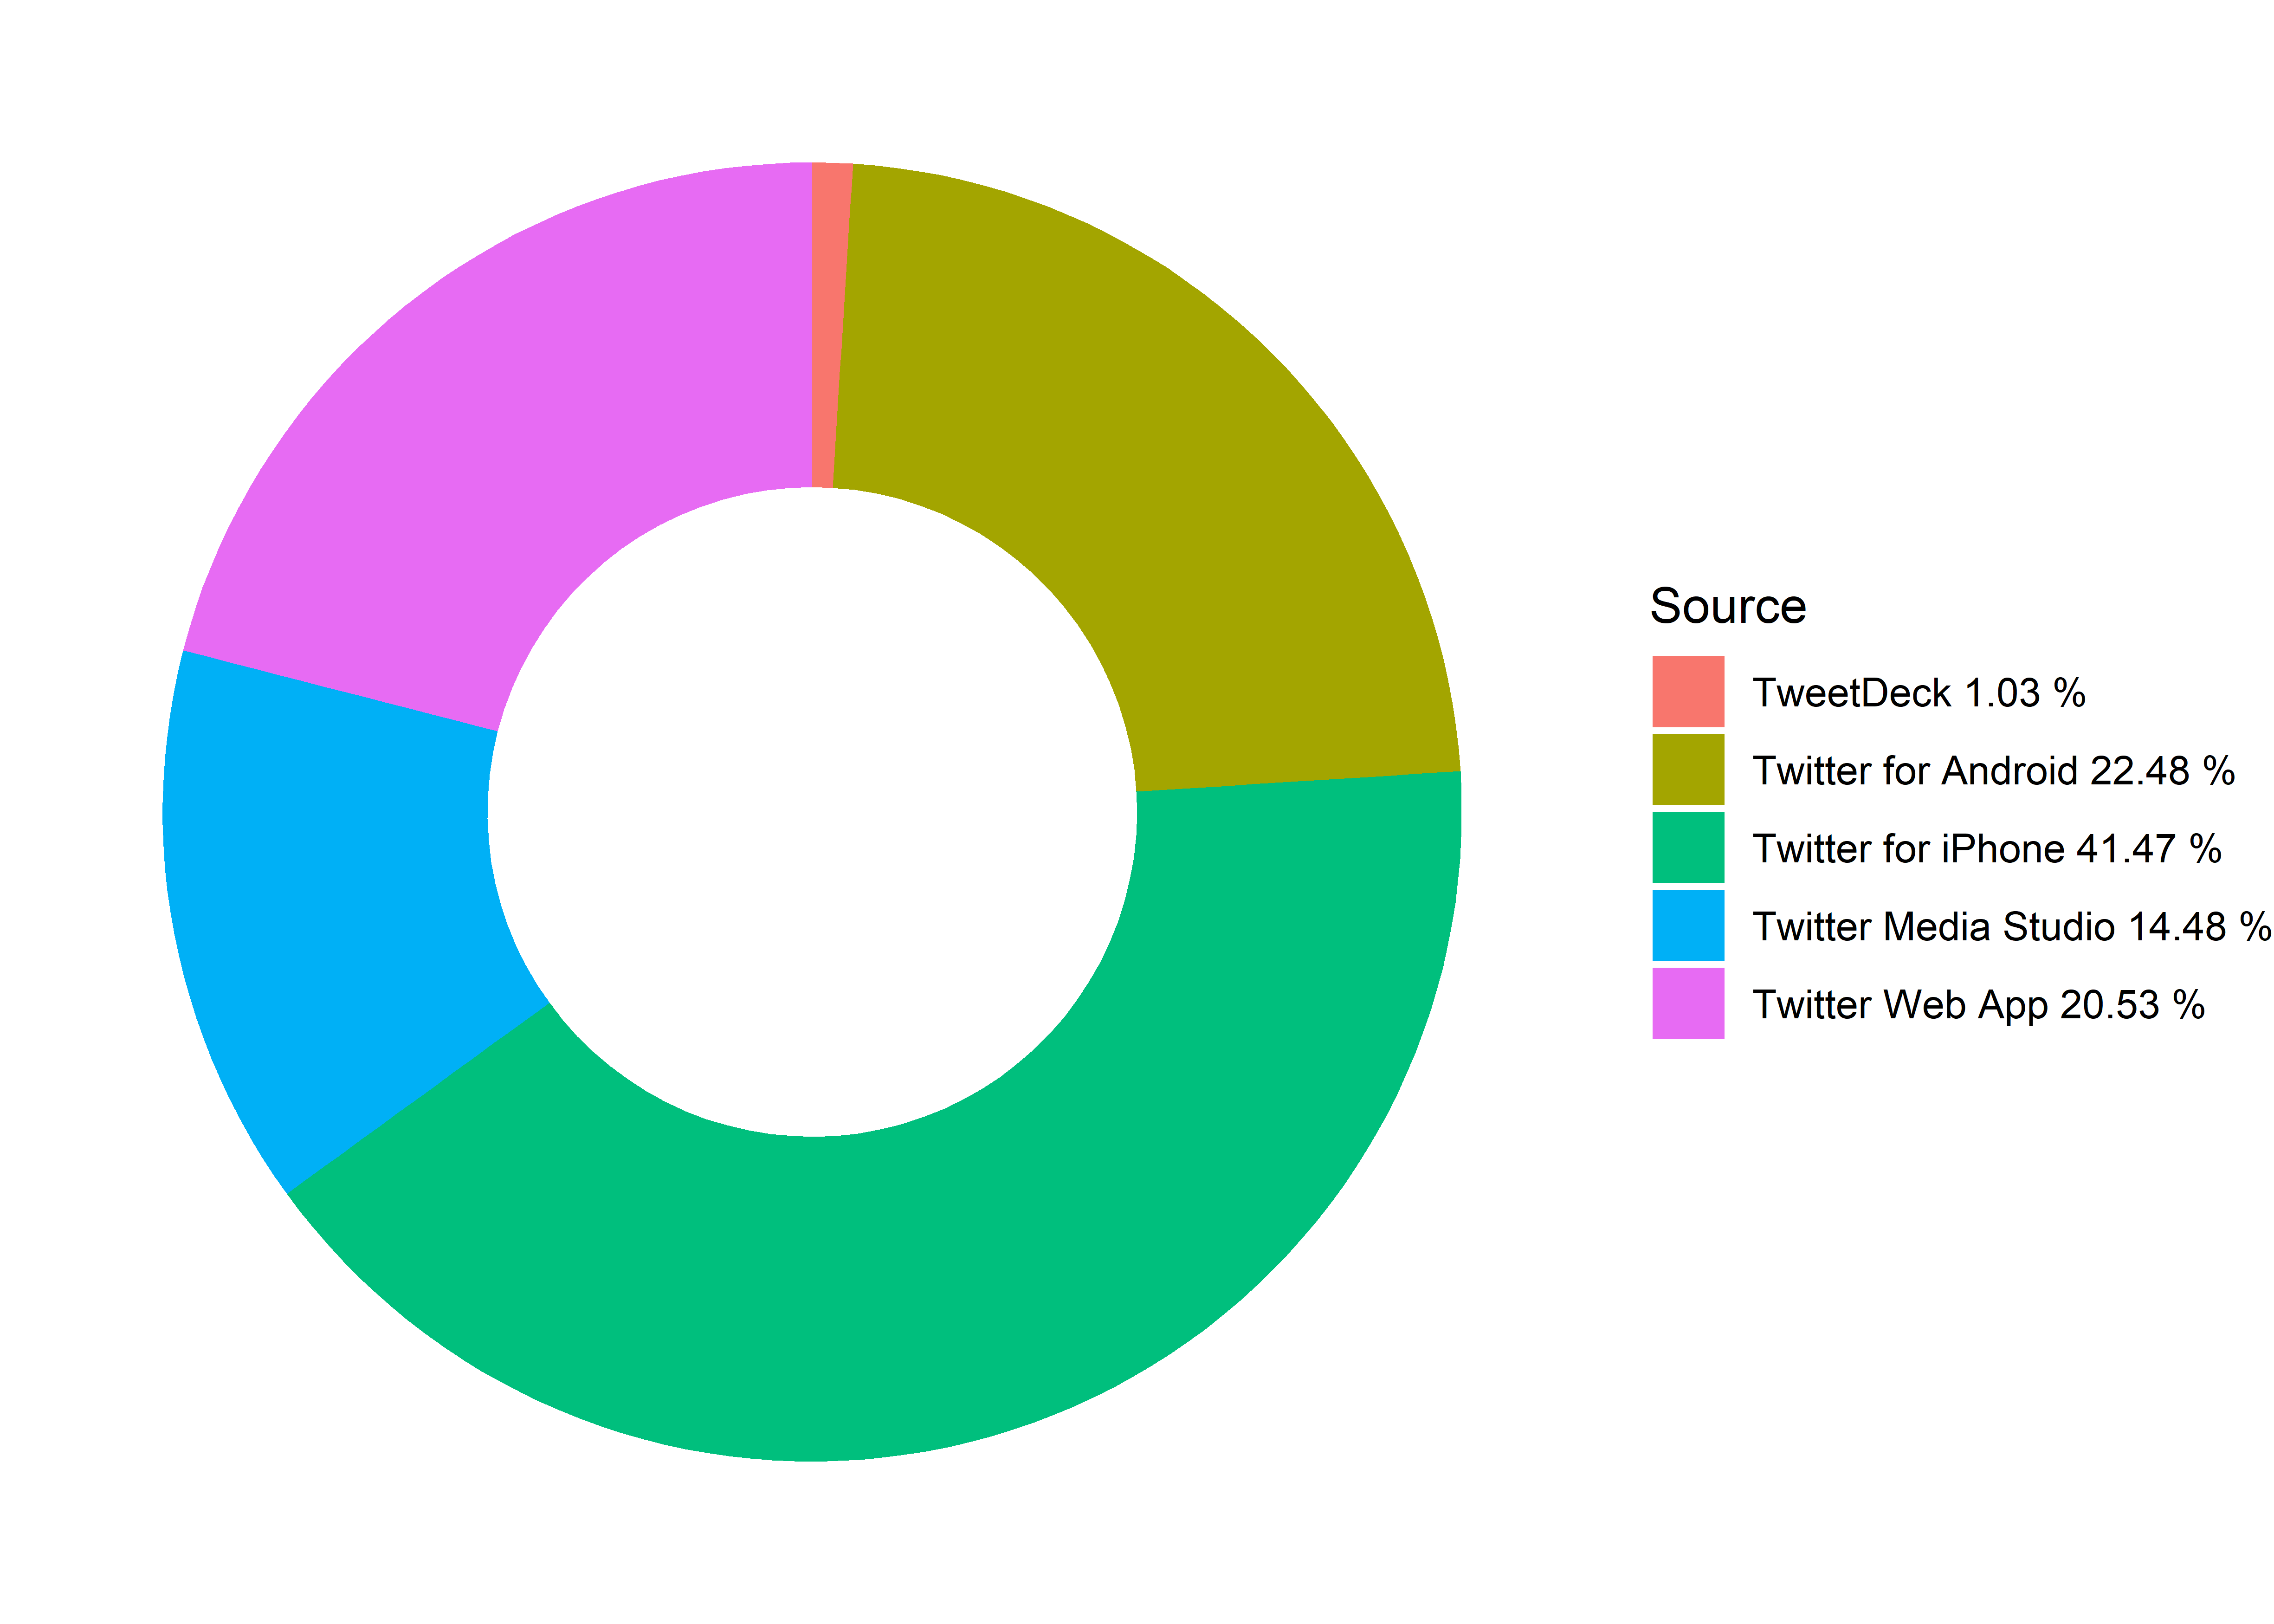 Source
TweetDeck 1.03 %
Twitter for Android 22.48 %
Twitter for iPhone 41.47 %
Twitter Media Studio 14.48 %
Twitter Web App 20.53 %